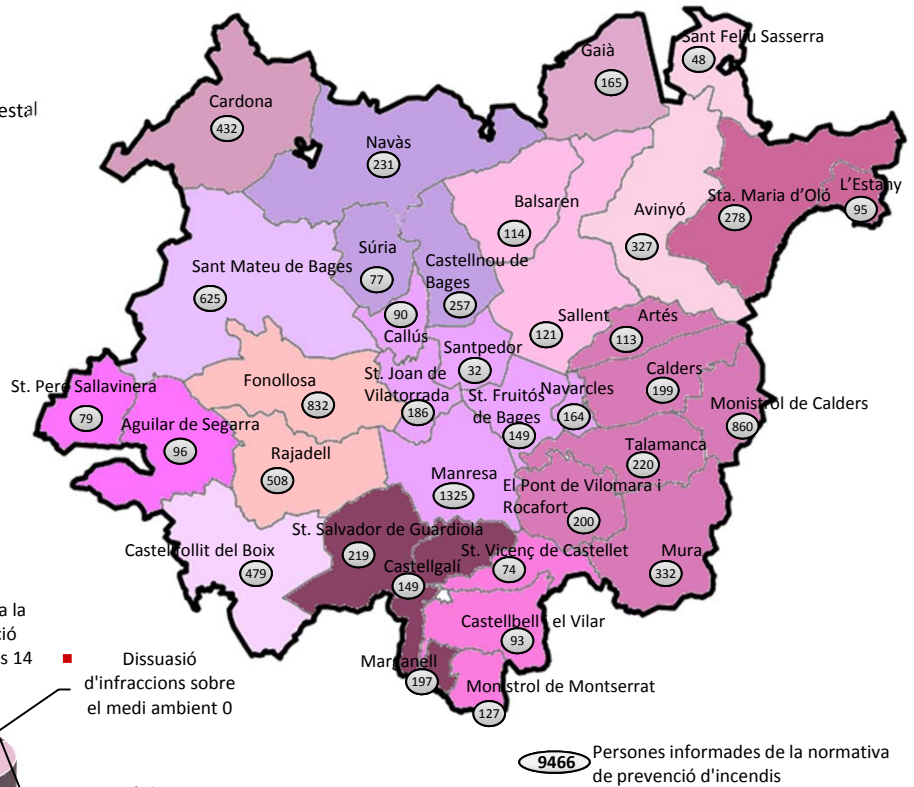 Sant Feliu Sasserra
48
Gaià
165
estal
Cardona
432
Navàs
231
L'Estany
95
Sta. Maria d'Oló
278
Balsaren
114
Avinyó
327
Súria
77
Castellnou de
Bages
257
Sant Mateu de Bages
625
90
Callús
Sallent
121
Artés
113
Santpedor
32
St. Joan de
Vilatorrada
186
Calders
199
St. Pere Sallavinera
79
Fonollosa
832
St. Fruitós
de Bages
149
Navarcles
164
Monistrol de Calders
860
Aguilar de Segarra
96
Rajadell
508
Talamanca
220
Manresa
1325
El Pont de Vilomara i
Rocafort
200
St. Salvador de Guardiola
219
Castellfollit del Boix
479
Castellgalí
149
St. Vicenç de Castellet
74
Mura
332
Castellbell i el Vilar
93
a la
ció
s 14
Dissuasió
d'infraccions sobre
el medi ambient 0
Marganell
197
Monistrol de Montserrat
127
9466
Persones informades de la normativa
de prevenció d'incendis